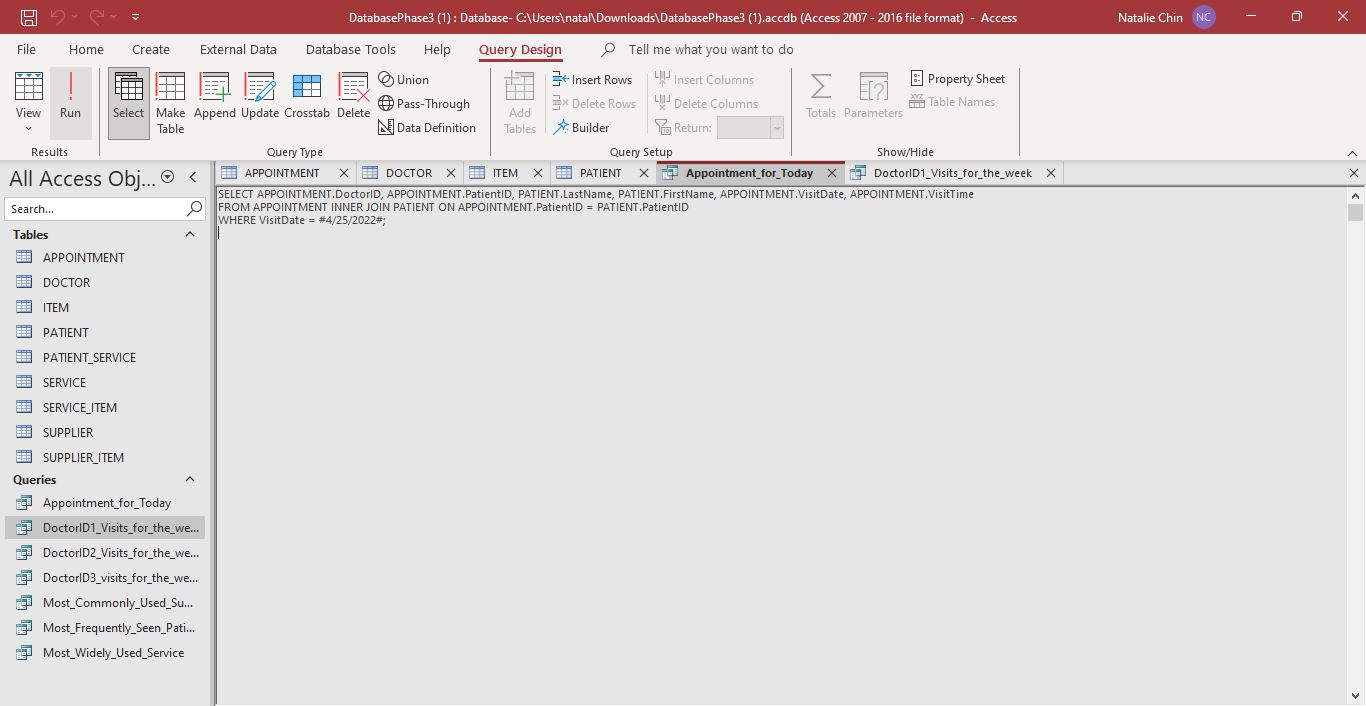 DatabasePhase3 (1) : Database- C:\Users\natal\Downloads\DatabasePhase3 (1).accdb (Access 2007 - 2016 file format) - Access
Natalie Chin
NC
File Home Create External Data Database Tools Help Query Design Tell me what you want to do
View
Run
Select
Make Table
Append
Update
Crosstab
Delete
Union
Pass-Through
Data Definition
Add Tables
Insert Rows
Delete Rows
Builder
Insert Columns
Delete Columns
Return:
Totals
Parameters
Property Sheet
XYZ Table Names
Results
Query Type
Query Setup
Show/Hide
All Access Obj...
Search...
Tables
APPOINTMENT
DOCTOR
ITEM
PATIENT
PATIENT_SERVICE
SERVICE
SERVICE_ITEM
SUPPLIER
SUPPLIER_ITEM
Queries
Appointment_for_Today
DoctorID1_Visits_for_the_we...
DoctorID2_Visits_for_the_we...
DoctorID3_visits_for_the_we...
Most_Commonly_Used_Su...
Most_Frequently_Seen_Pati...
Most_Widely_Used_Service
APPOINTMENT
DOCTOR
ITEM
PATIENT
Appointment_for_Today
DoctorID1_Visits_for_the_week
SELECT APPOINTMENT.DoctorID, APPOINTMENT.PatientID, PATIENT.LastName, PATIENT.FirstName, APPOINTMENT.VisitDate, APPOINTMENT.VisitTime
FROM APPOINTMENT INNER JOIN PATIENT ON APPOINTMENT.PatientID = PATIENT.PatientID
WHERE VisitDate = #4/25/2022#;